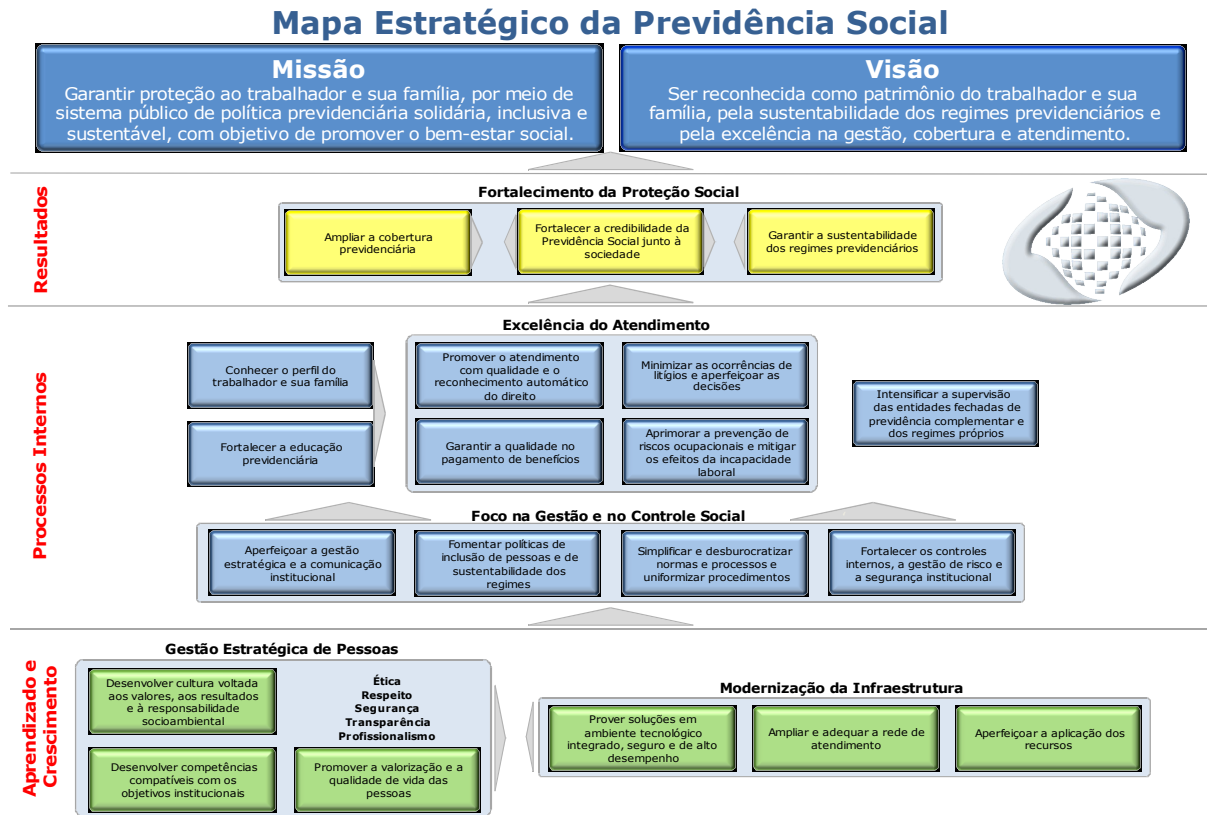 Mapa Estratégico da Previdência Social
Missão
Garantir proteção ao trabalhador e sua família, por meio de
sistema público de política previdenciária solidária, inclusiva e
sustentável, com objetivo de promover o bem-estar social.
Visão
Ser reconhecida como patrimônio do trabalhador e sua
família, pela sustentabilidade dos regimes previdenciários e
pela excelência na gestão, cobertura e atendimento.
Resultados
Fortalecimento da Proteção Social
Ampliar a cobertura
previdenciária
Fortalecer a credibilidade da
Previdência Social junto à
sociedade
Garantir a sustentabilidade
dos regimes previdenciários
Processos Internos
Excelência do Atendimento
Conhecer o perfil do
trabalhador e sua família
Fortalecer a educação
previdenciária
Promover o atendimento
com qualidade e o
reconhecimento automático
do direito
Minimizar as ocorrências de
litígios e aperfeiçoar as
decisões
Garantir a qualidade no
pagamento de benefícios
Aprimorar a prevenção de
riscos ocupacionais e mitigar
os efeitos da incapacidade
laboral
Intensificar a supervisão
das entidades fechadas de
previdência complementar e
dos regimes próprios
Foco na Gestão e no Controle Social
Aperfeiçoar a gestão
estratégica e a comunicação
institucional
Fomentar políticas de
inclusão de pessoas e de
sustentabilidade dos
regimes
Simplificar e desburocratizar
normas e processos e
uniformizar procedimentos
Fortalecer os controles
internos, a gestão de risco e
a segurança institucional
Aprendizado e
Crescimento
Gestão Estratégica de Pessoas
Desenvolver cultura voltada
aos valores, aos resultados
e à responsabilidade
socioambiental
Ética
Respeito
Segurança
Transparência
Profissionalismo
Desenvolver competências
compatíveis com os
objetivos institucionais
Promover a valorização e a
qualidade de vida das
pessoas
Modernização da Infraestrutura
Prover soluções em
ambiente tecnológico
integrado, seguro e de alto
desempenho
Ampliar e adequar a rede de
atendimento
Aperfeiçoar a aplicação dos
recursos